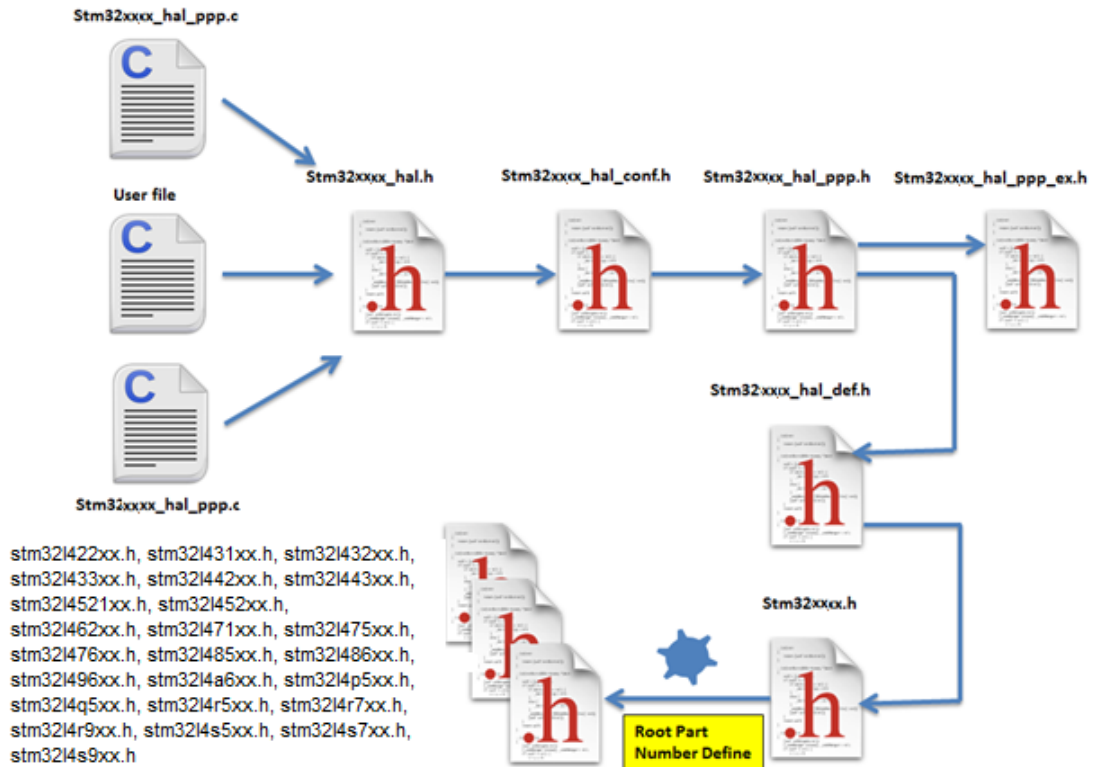 Stm32xxxx_hal_ppp.c
C
User file
C
Stm32xxxx_hal.h
Stm32xxxx_hal_conf.h
Stm32xxxx_hal_ppp.h
Stm32xxxx_hal_ppp_ex.h
.h
.h
.h
.h
C
Stm32xxxx_hal_ppp.c
Stm32xxxx_hal_def.h
.h
Stm32xxxx.h
.h
.h
Root Part
Number Define
stm32l422xx.h, stm32l431xx.h, stm32l432xx.h,
stm32l433xx.h, stm32l442xx.h, stm32l443xx.h,
stm32l4521xx.h, stm32l452xx.h,
stm32l462xx.h, stm32l471xx.h, stm32l475xx.h,
stm32l476xx.h, stm32l485xx.h, stm32l486xx.h,
stm32l496xx.h, stm32l4a6xx.h, stm32l4p5xx.h,
stm32l4q5xx.h, stm32l4r5xx.h, stm32l4r7xx.h,
stm32l4r9xx.h, stm32l4s5xx.h, stm32l4s7xx.h,
stm32l4s9xx.h